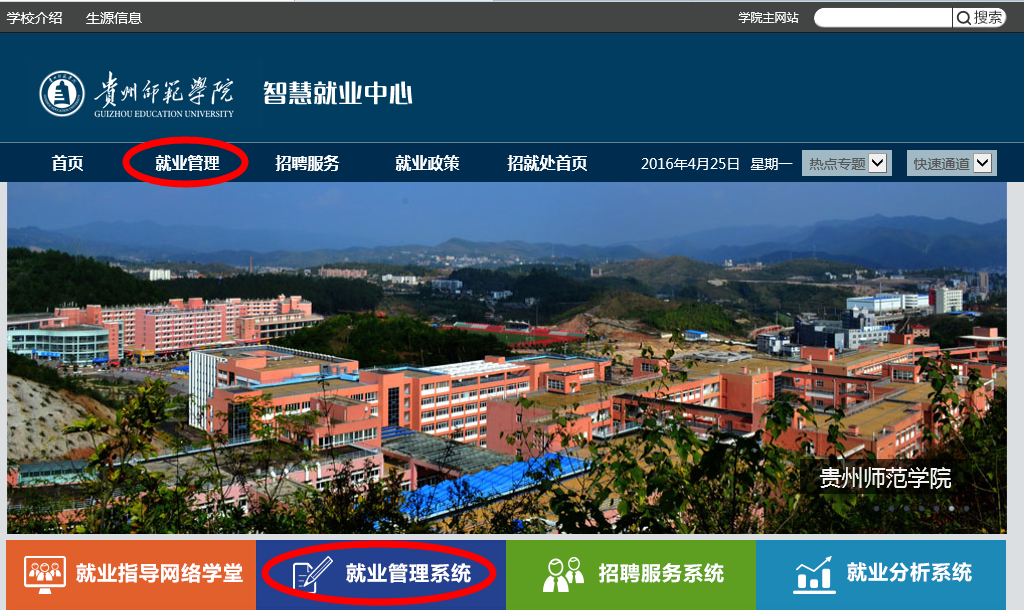 学校介绍 生源信息 学院主网站 搜索
贵州师范学院 智慧就业中心
GUIZHOU EDUCATION UNIVERSITY
首页 就业管理 招聘服务 就业政策 招就处首页 2016年4月25日 星期一 热点专题 快速通道
贵州师范学院
就业指导网络学堂 就业管理系统 招聘服务系统 就业分析系统